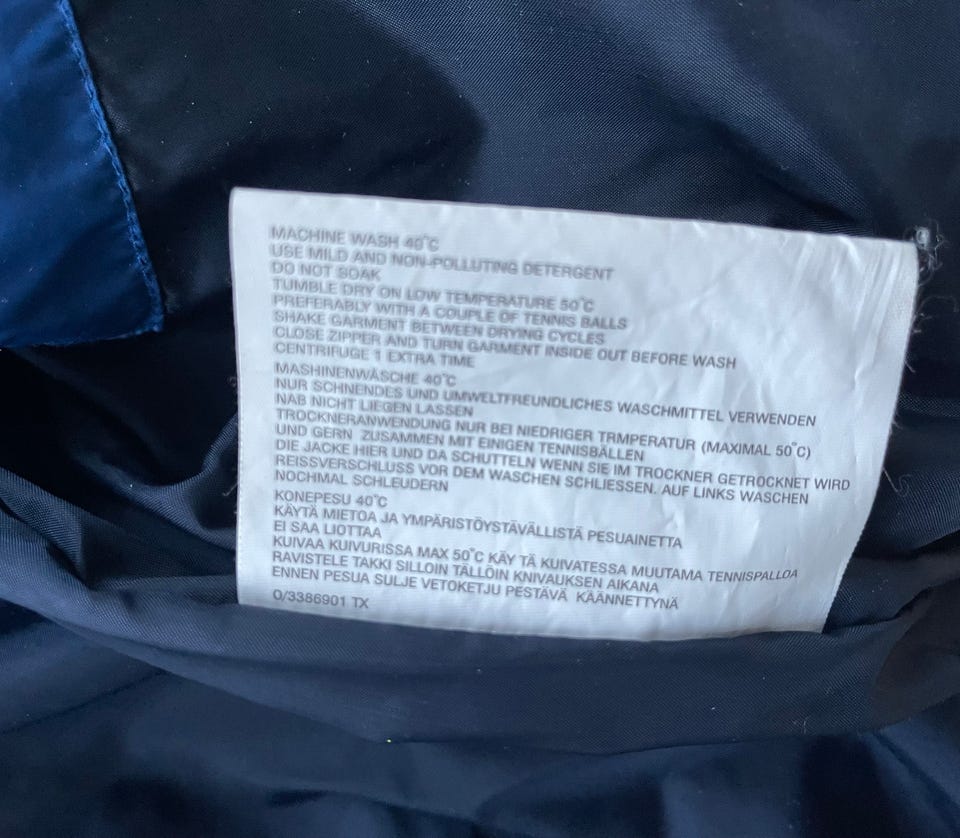 MACHINE WASH 40°C
USE MILD AND NON-POLLUTING DETERGENT
DO NOT SOAK
TUMBLE DRY ON LOW TEMPERATURE 50°C
PREFERABLY WITH A COUPLE OF TENNIS BALLS
SHAKE GARMENT BETWEEN DRYING CYCLES
CLOSE ZIPPER AND TURN GARMENT INSIDE OUT BEFORE WASH
CENTRIFUGE 1 EXTRA TIME
MASHINENWÄSCHE 40°C
NUR SCHNENDES UND UMWELTFREUNDLICHES WASCHMITTEL VERWENDEN
NAB NICHT LIEGEN LASSEN
TROCKNERANWENDUNG NUR BEI NIEDRIGER TRMPERATUR (MAXIMAL 50°C)
UND GERN ZUSAMMEN MIT EINIGEN TENNISBÄLLEN
DIE JACKE HIER UND DA SCHUTTELN WENN SIE IM TROCKNER GETROCKNET WIRD
REISSVERSCHLUSS VOR DEM WASCHEN SCHLIESSEN. AUF LINKS WASCHEN
NOCHMAL SCHLEUDERN
KONEPESU 40°C
KÄYTÄ MIETOA JA YMPÄRISTÖYSTÄVÄLLISTÄ PESUAINETTA
EI SAA LIOTTAA
KUIVAA KUIVURISSA MAX 50°C KÄY TÄ KUIVATESSA MUUTAMA TENNISPALLOA
RAVISTELE TAKKI SILLOIN TÄLLÖIN KNIVAUKSEN AIKANA
ENNEN PESUA SULJE VETOKETJU PESTÄVÄ KÄÄNNETTYNÄ
O/3386901 TX